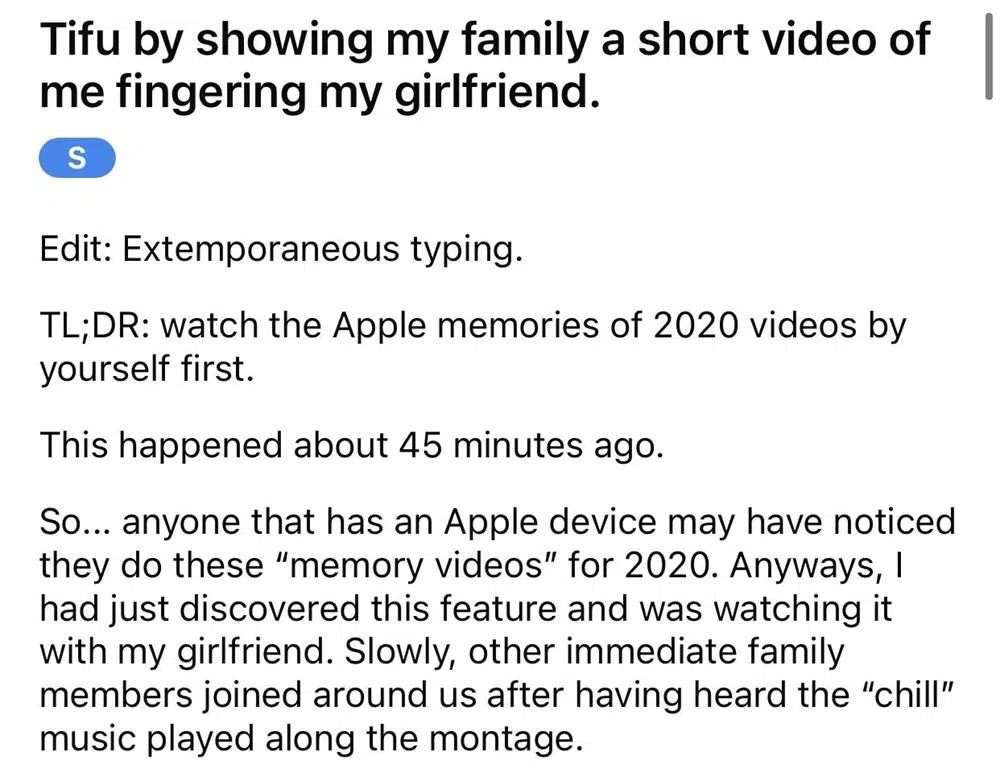 Tifu by showing my family a short video of
me fingering my girlfriend.
S
Edit: Extemporaneous typing.
TL;DR: watch the Apple memories of 2020 videos by
yourself first.
This happened about 45 minutes ago.
So... anyone that has an Apple device may have noticed
they do these “memory videos” for 2020. Anyways, I
had just discovered this feature and was watching it
with my girlfriend. Slowly, other immediate family
members joined around us after having heard the “chill”
music played along the montage.